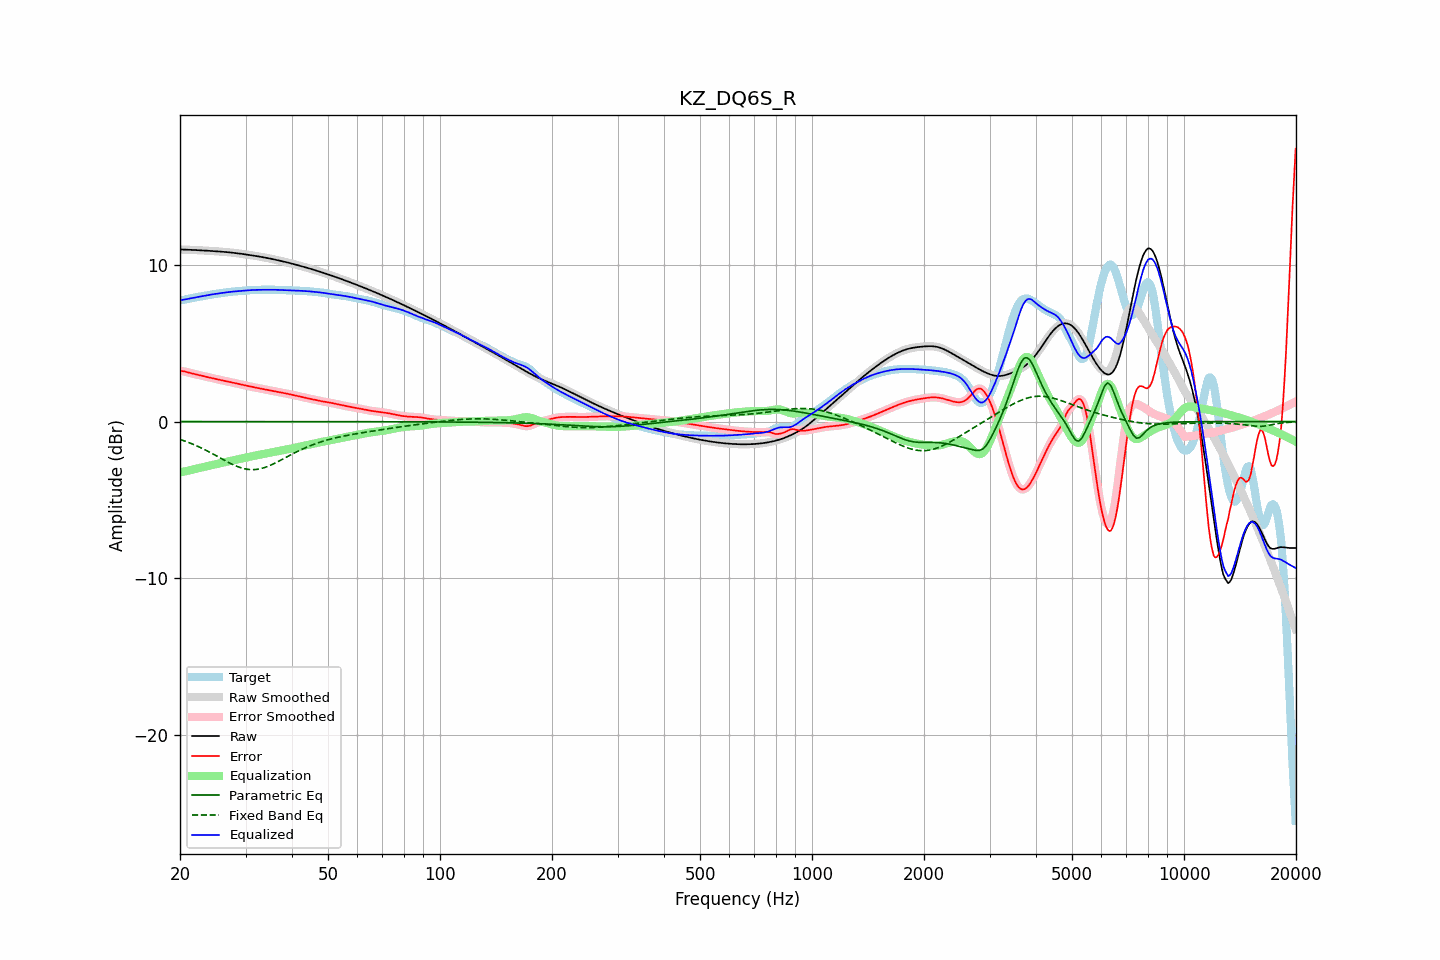 KZ_DQ6S_R
Amplitude (dBr)
10
0
−10
−20
Target
Raw Smoothed
Error Smoothed
Raw
Error
Equalization
Parametric Eq
Fixed Band Eq
Equalized
20 50 100 200 500 1000 2000 5000 10000 20000
Frequency (Hz)